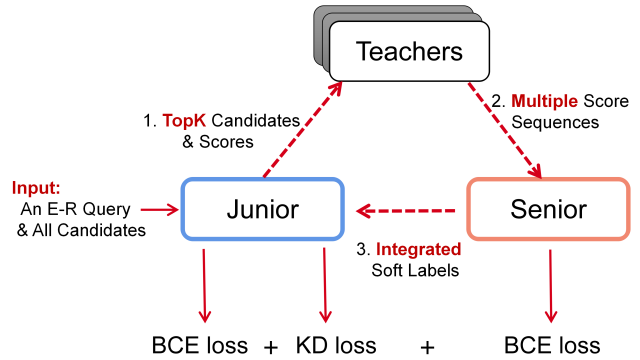 Teachers
1. TopK Candidates
& Scores
2. Multiple Score
Sequences
Input:
An E-R Query
& All Candidates
Junior
Senior
3. Integrated
Soft Labels
BCE loss + KD loss + BCE loss